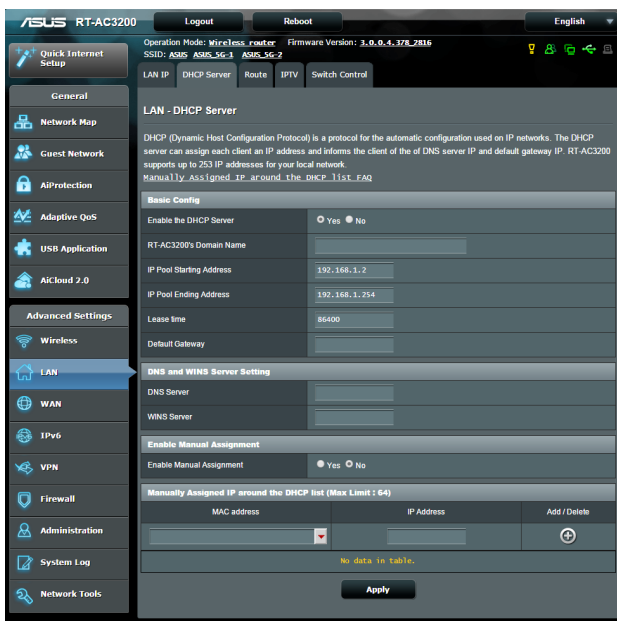 ASUS RT-AC3200 Logout Reboot English
Quick Internet Setup
Operation Mode: Wireless router Firmware Version: 3.0.0.4.378_2816
SSID: ASUS ASUS_5G-1 ASUS_5G-2
LAN IP DHCP Server Route IPTV Switch Control
General
Network Map
Guest Network
AiProtection
Adaptive QoS
USB Application
AiCloud 2.0
Advanced Settings
Wireless
LAN
WAN
IPv6
VPN
Firewall
Administration
System Log
Network Tools
LAN - DHCP Server
DHCP (Dynamic Host Configuration Protocol) is a protocol for the automatic configuration used on IP networks. The DHCP
server can assign each client an IP address and informs the client of the of DNS server IP and default gateway IP. RT-AC3200
supports up to 253 IP addresses for your local network.
Manually Assigned IP around the DHCP list FAQ
Basic Config
Enable the DHCP Server Yes No
RT-AC3200's Domain Name
IP Pool Starting Address 192.168.1.2
IP Pool Ending Address 192.168.1.254
Lease time 86400
Default Gateway
DNS and WINS Server Setting
DNS Server
WINS Server
Enable Manual Assignment
Enable Manual Assignment Yes No
Manually Assigned IP around the DHCP list (Max Limit : 64)
MAC address IP Address Add / Delete
No data in table.
Apply